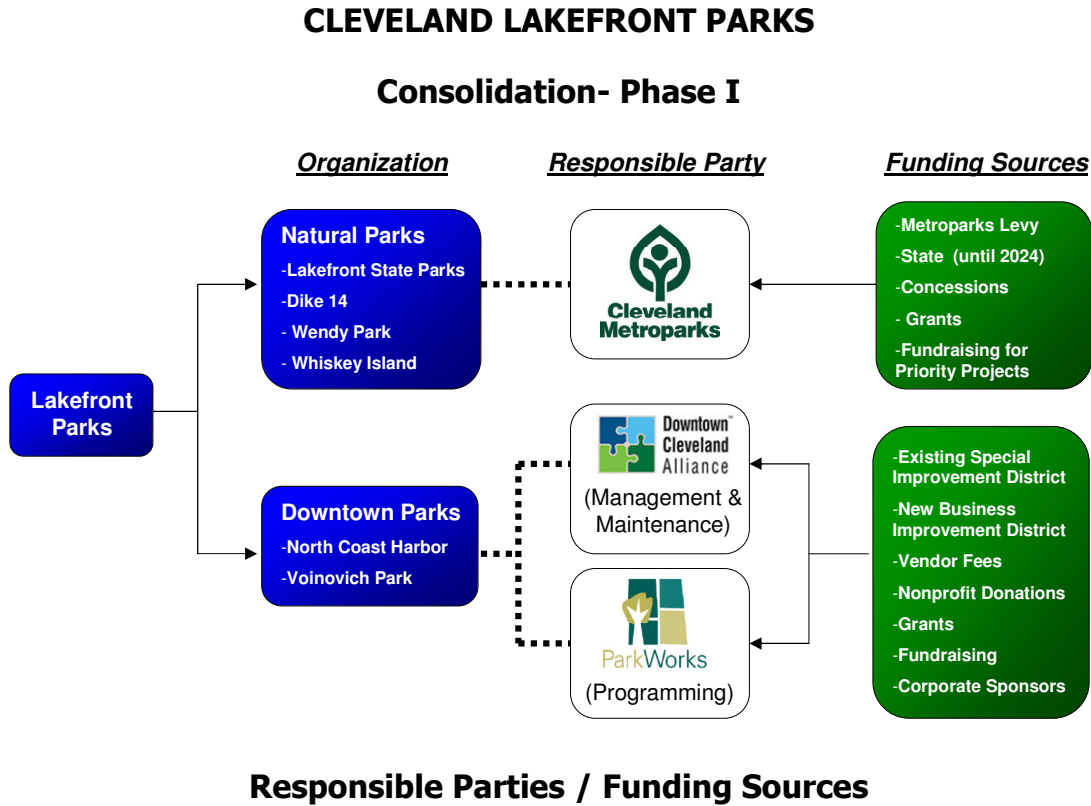 CLEVELAND LAKEFRONT PARKS
Consolidation- Phase I
Organization
Responsible Party
Funding Sources
Lakefront
Parks
Natural Parks
-Lakefront State Parks
-Dike 14
- Wendy Park
- Whiskey Island
Cleveland
Metroparks
-Metroparks Levy
-State (until 2024)
-Concessions
- Grants
-Fundraising for
Priority Projects
Downtown Parks
-North Coast Harbor
-Voinovich Park
Downtown™
Cleveland
Alliance
(Management &
Maintenance)
ParkWorks
(Programming)
-Existing Special
Improvement District
-New Business
Improvement District
-Vendor Fees
-Nonprofit Donations
-Grants
-Fundraising
-Corporate Sponsors
Responsible Parties / Funding Sources